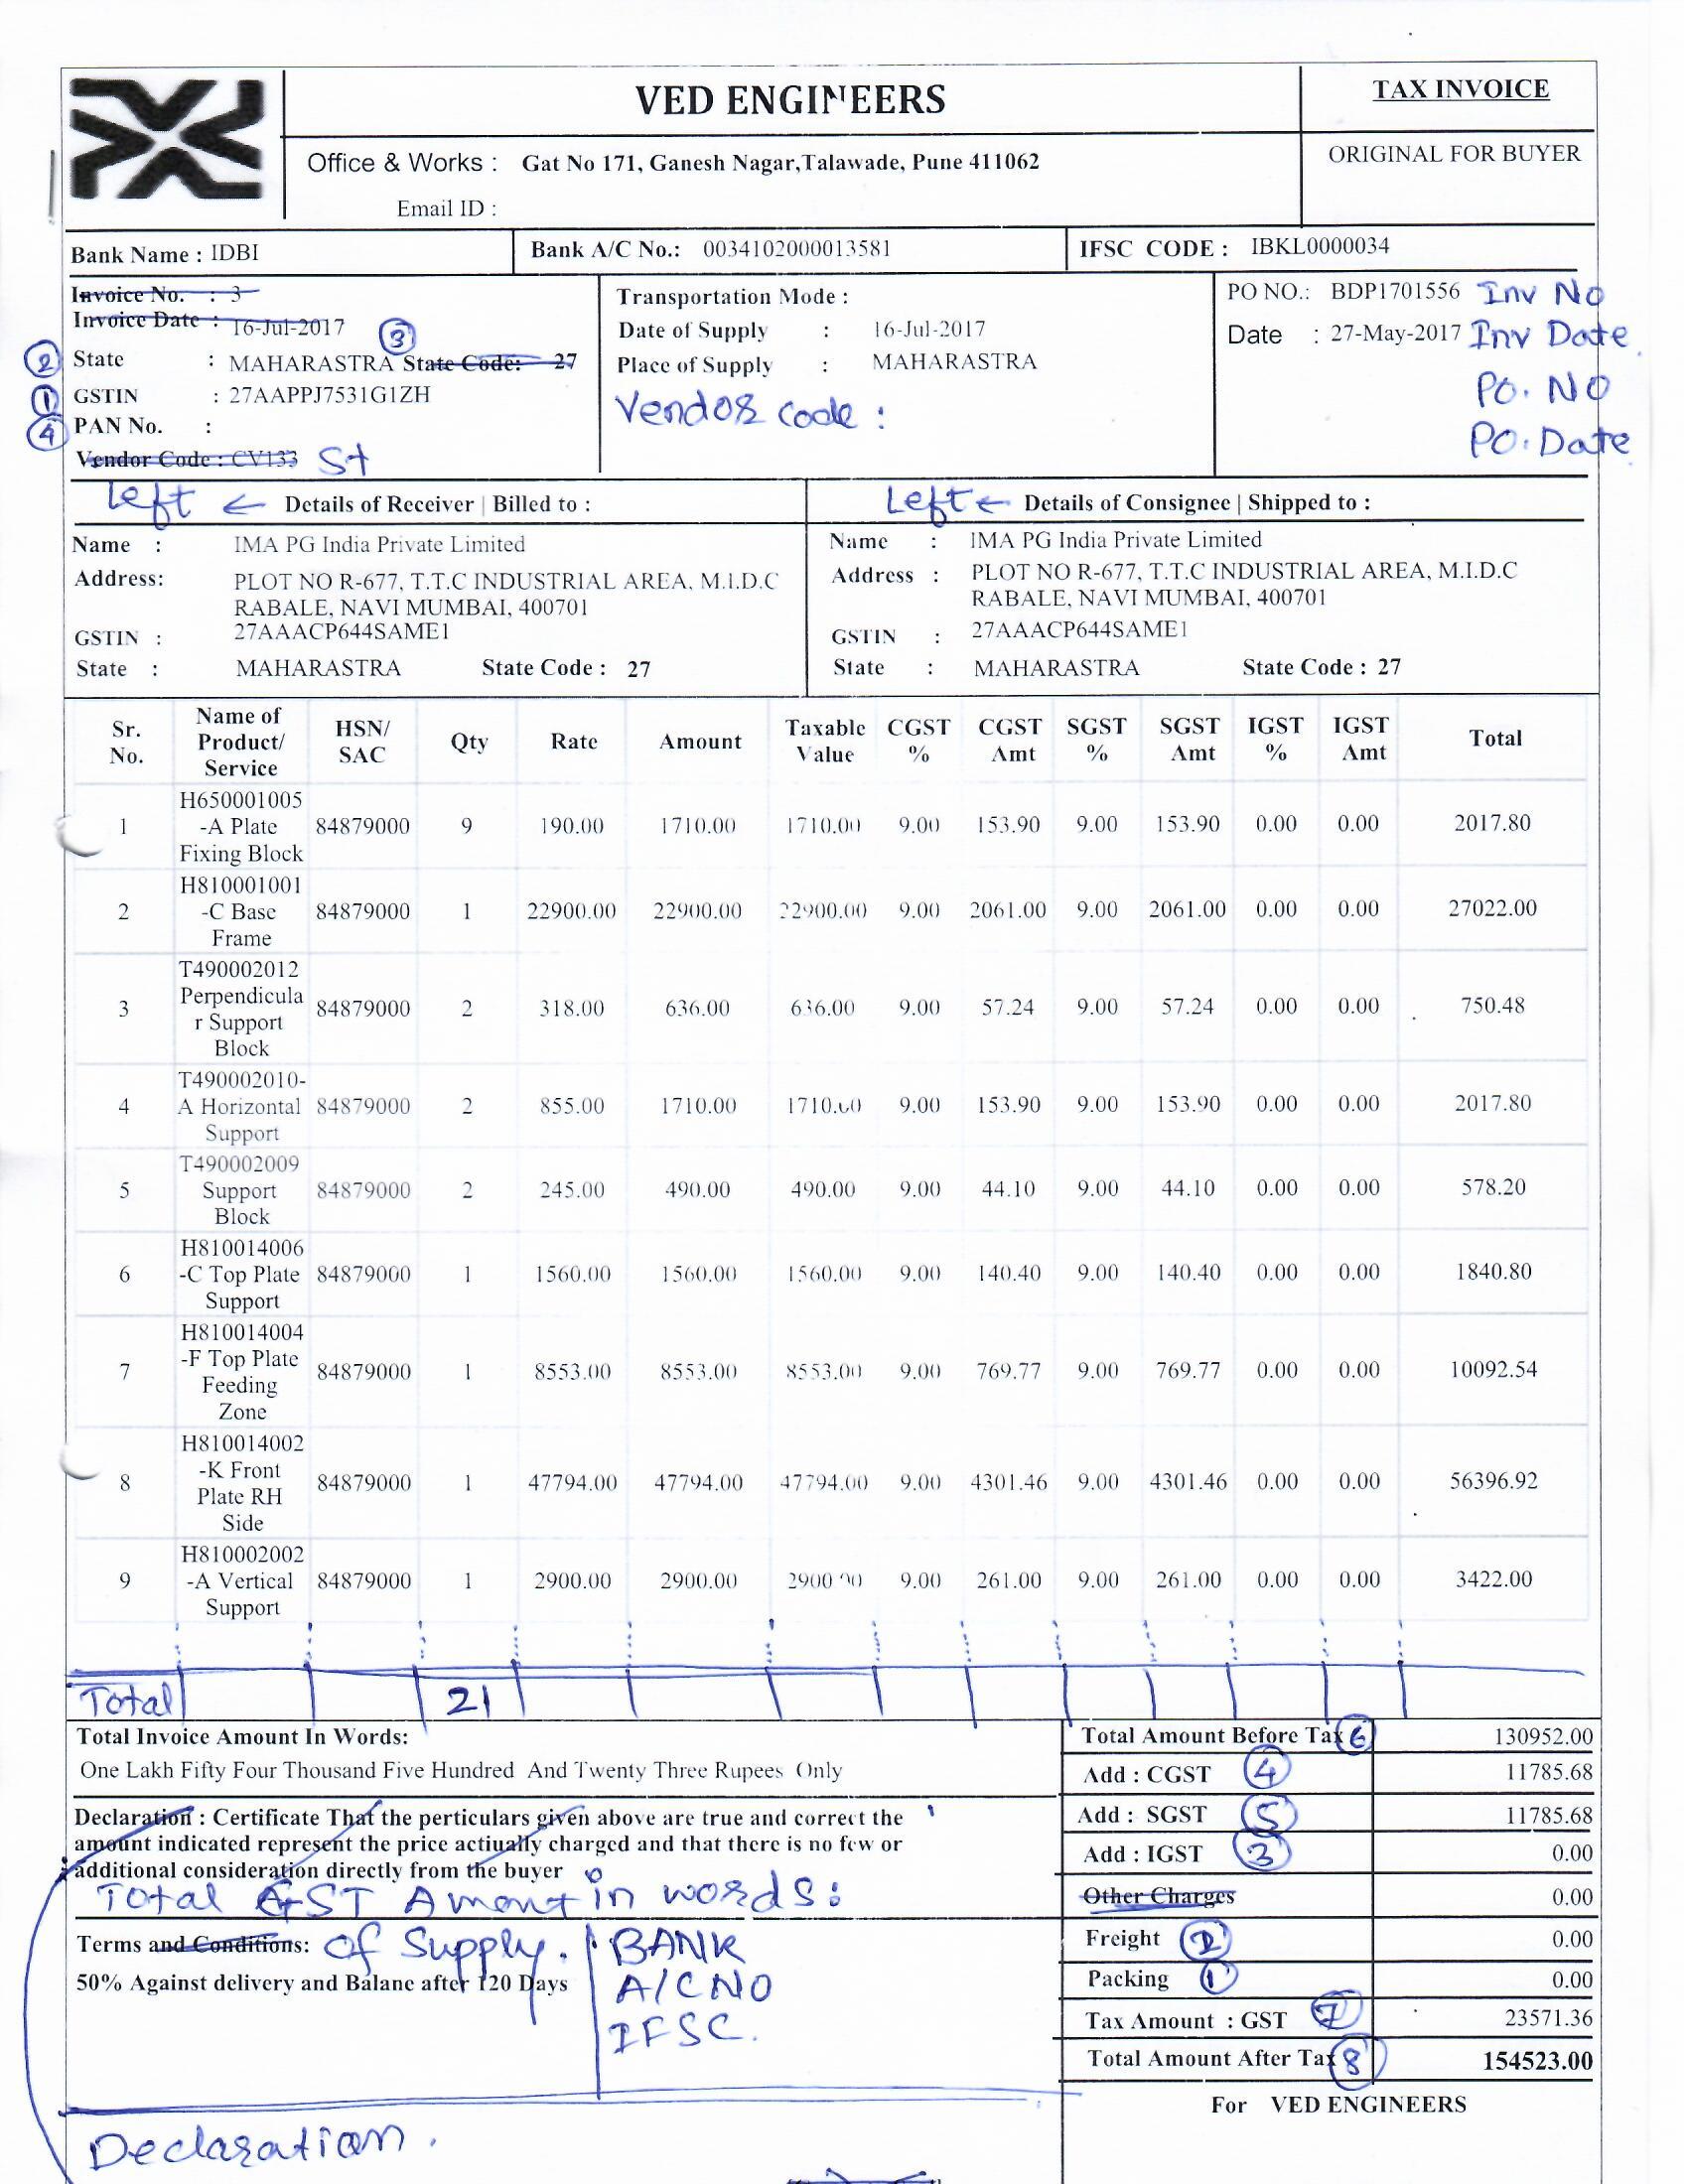 VED ENGINEERS
TAX INVOICE
Office & Works : Gat No 171, Ganesh Nagar,Talawade, Pune 411062
ORIGINAL FOR BUYER
Email ID :
Bank Name : IDBI
Bank A/C No.: 0034102000013581
IFSC CODE : IBKL0000034
Invoice No. : 3
Invoice Date : 16-Jul-2017
3
2 State : MAHARASTRA State Code: 27
1 GSTIN : 27AAPPJ7531G1ZH
4 PAN No. :
Vendor Code : CV133 St
Transportation Mode :
Date of Supply : 16-Jul-2017
Place of Supply : MAHARASTRA
Vendor Code :
PO NO.: BDP1701556 Inv No
Date : 27-May-2017 Inv Date
PO. NO
PO. Date
Left ← Details of Receiver | Billed to :
Name : IMA PG India Private Limited
Address: PLOT NO R-677, T.T.C INDUSTRIAL AREA, M.I.D.C
RABALE, NAVI MUMBAI, 400701
GSTIN : 27AAACP644SAME1
State : MAHARASTRA State Code : 27
Left ← Details of Consignee | Shipped to :
Name : IMA PG India Private Limited
Address : PLOT NO R-677, T.T.C INDUSTRIAL AREA, M.I.D.C
RABALE, NAVI MUMBAI, 400701
GSTIN : 27AAACP644SAME1
State : MAHARASTRA State Code : 27
Sr. No. Name of Product/ Service HSN/ SAC Qty Rate Amount Taxable Value CGST % CGST Amt SGST % SGST Amt IGST % IGST Amt Total
1 H650001005 -A Plate Fixing Block 84879000 9 190.00 1710.00 1710.00 9.00 153.90 9.00 153.90 0.00 0.00 2017.80
2 H810001001 -C Base Frame 84879000 1 22900.00 22900.00 22900.00 9.00 2061.00 9.00 2061.00 0.00 0.00 27022.00
3 T490002012 Perpendicula r Support Block 84879000 2 318.00 636.00 636.00 9.00 57.24 9.00 57.24 0.00 0.00 750.48
4 T490002010- A Horizontal Support 84879000 2 855.00 1710.00 1710.00 9.00 153.90 9.00 153.90 0.00 0.00 2017.80
5 T490002009 Support Block 84879000 2 245.00 490.00 490.00 9.00 44.10 9.00 44.10 0.00 0.00 578.20
6 H810014006 -C Top Plate Support 84879000 1 1560.00 1560.00 1560.00 9.00 140.40 9.00 140.40 0.00 0.00 1840.80
7 H810014004 -F Top Plate Feeding Zone 84879000 1 8553.00 8553.00 8553.00 9.00 769.77 9.00 769.77 0.00 0.00 10092.54
8 H810014002 -K Front Plate RH Side 84879000 1 47794.00 47794.00 47794.00 9.00 4301.46 9.00 4301.46 0.00 0.00 56396.92
9 H810002002 -A Vertical Support 84879000 1 2900.00 2900.00 2900.00 9.00 261.00 9.00 261.00 0.00 0.00 3422.00
Total 21
Total Invoice Amount In Words:
One Lakh Fifty Four Thousand Five Hundred And Twenty Three Rupees Only
Declaration : Certificate That the perticulars given above are true and correct the
amount indicated represent the price actiually charged and that there is no few or
additional consideration directly from the buyer
Total GST Amont in words :
Terms and Conditions: of Supply.
50% Against delivery and Balanc after 120 Days
BANK
A/C NO
IFSC.
Declaration.
Total Amount Before Tax 6 130952.00
Add : CGST 4 11785.68
Add : SGST 5 11785.68
Add : IGST 3 0.00
Other Charges 0.00
Freight 2 0.00
Packing 1 0.00
Tax Amount : GST 7 23571.36
Total Amount After Tax 8 154523.00
For VED ENGINEERS